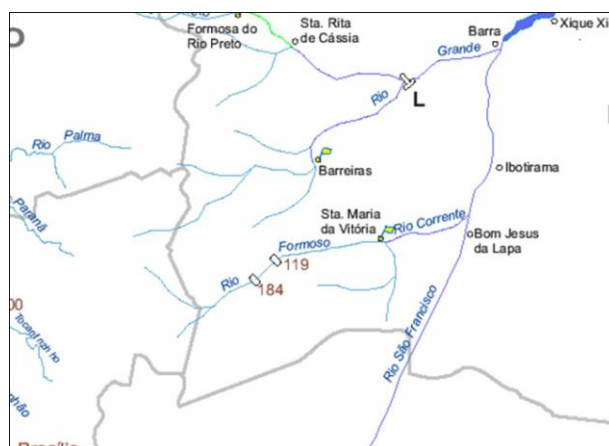 Formosa do
Rio Preto
Sta. Rita
de Cássia
Barra
Xique Xi
Grande
Rio
L
Rio
Palma
Barreiras
Ibotirama
Paranã
Sta. Maria
da Vitória
Rio Corrente
Bom Jesus
da Lapa
Formoso
Rio
119
184
00
Rio São Francisco